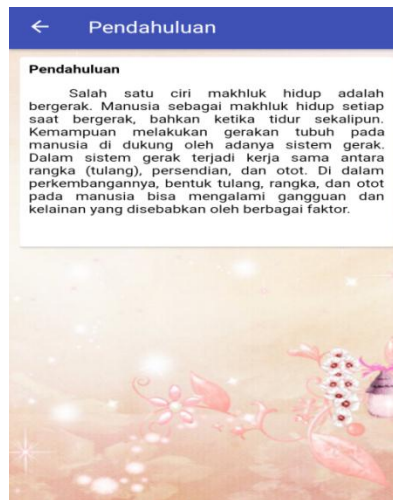 Pendahuluan
Pendahuluan
Salah satu ciri makhluk hidup adalah
bergerak. Manusia sebagai makhluk hidup setiap
saat bergerak, bahkan ketika tidur sekalipun.
Kemampuan melakukan gerakan tubuh pada
manusia di dukung oleh adanya sistem gerak.
Dalam sistem gerak terjadi kerja sama antara
rangka (tulang), persendian, dan otot. Di dalam
perkembangannya, bentuk tulang, rangka, dan otot
pada manusia bisa mengalami gangguan dan
kelainan yang disebabkan oleh berbagai faktor.